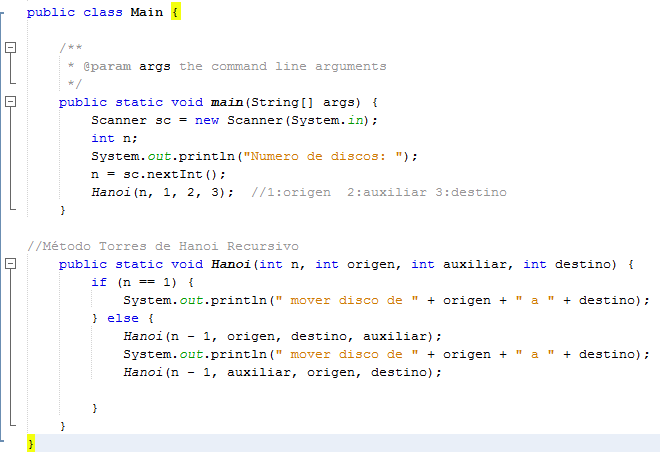 public class Main {
/**
* @param args the command line arguments
*/
public static void main(String[] args) {
Scanner sc = new Scanner(System.in);
int n;
System.out.println("Numero de discos: ");
n = sc.nextInt();
Hanoi(n, 1, 2, 3);  //1:origen  2:auxiliar 3:destino
}
//Método Torres de Hanoi Recursivo
public static void Hanoi(int n, int origen, int auxiliar, int destino) {
if (n == 1) {
System.out.println(" mover disco de " + origen + " a " + destino);
} else {
Hanoi(n - 1, origen, destino, auxiliar);
System.out.println(" mover disco de " + origen + " a " + destino);
Hanoi(n - 1, auxiliar, origen, destino);
}
}
}